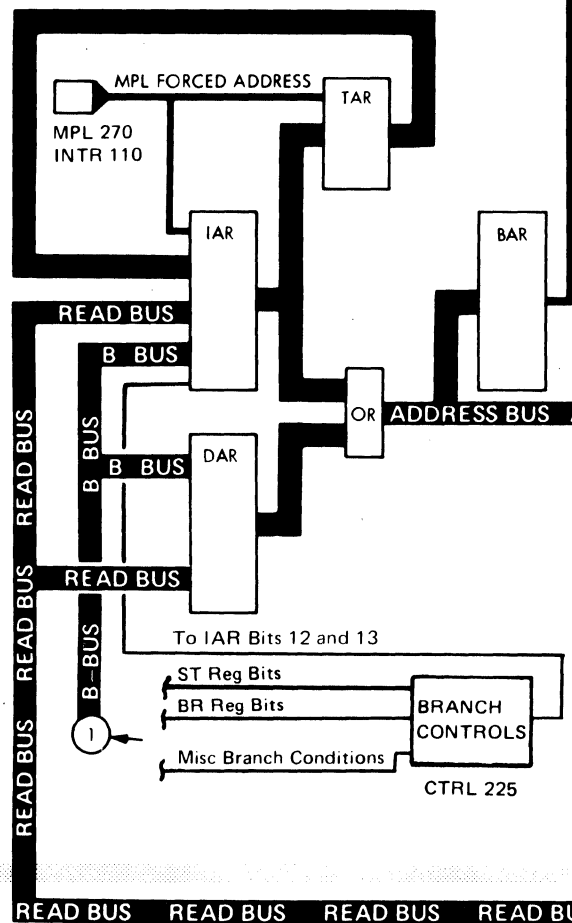 MPL FORCED ADDRESS
TAR
MPL 270
INTR 110
IAR
BAR
READ BUS
B BUS
OR
ADDRESS BUS
READ BUS
B BUS
B BUS
DAR
READ BUS
READ BUS
B-BUS
To IAR Bits 12 and 13
ST Reg Bits
BR Reg Bits
BRANCH
CONTROLS
1
Misc Branch Conditions
CTRL 225
READ BUS
READ BUS READ BUS READ BUS READ BU